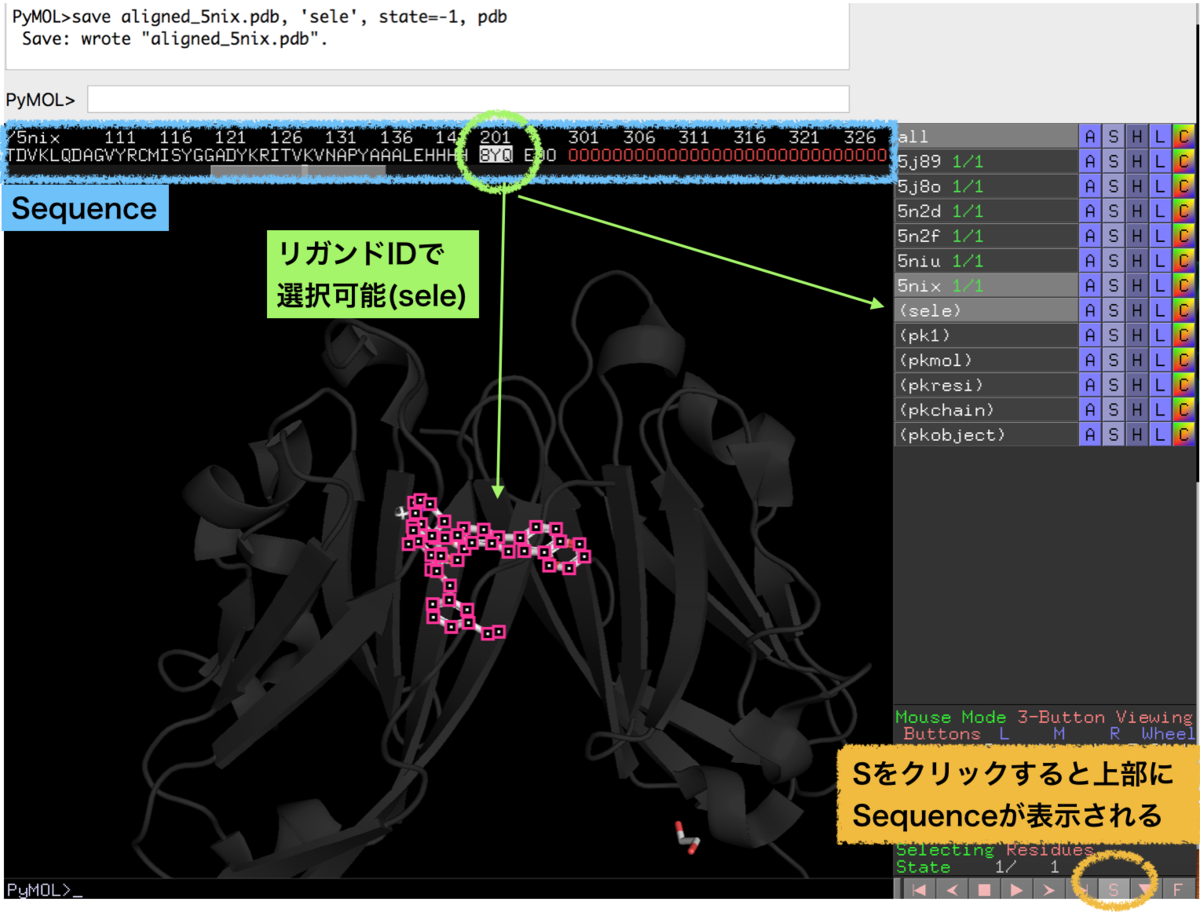 PyMOL>save aligned_5nix.pdb, 'sele', state=-1, pdb
Save: wrote "aligned_5nix.pdb".
PyMOL>
/5nix 111 116 121 126 131 136 14 201 301 306 311 316 321 326
TDVKLQDAGVYRCMISYGGADYKRITVKVNAPYAAALEHHHH 8YQ E OOOOOOOOOOOOOOOOOOOOOOOOOOOOO
Sequence
リガンドIDで
選択可能(sele)
all A S H L C
5j89 1/1 A S H L C
5j8o 1/1 A S H L C
5n2d 1/1 A S H L C
5n2f 1/1 A S H L C
5niu 1/1 A S H L C
5nix 1/1 A S H L C
(sele) A S H L C
(pk1) A S H L C
(pkmol) A S H L C
(pkresi) A S H L C
(pkchain) A S H L C
(pkobject) A S H L C
Mouse Mode 3-Button Viewing
Buttons L M R Wheel
Sをクリックすると上部に
Sequenceが表示される
Selecting Residues
State 1/ 1
PyMOL>_
S F